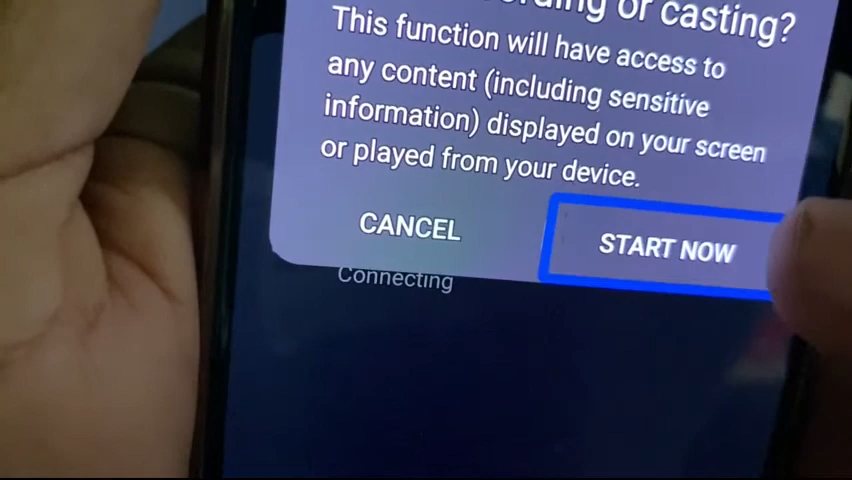 or casting?
This function will have access to
any content (including sensitive
information) displayed on your screen
or played from your device.
CANCEL
START NOW
Connecting